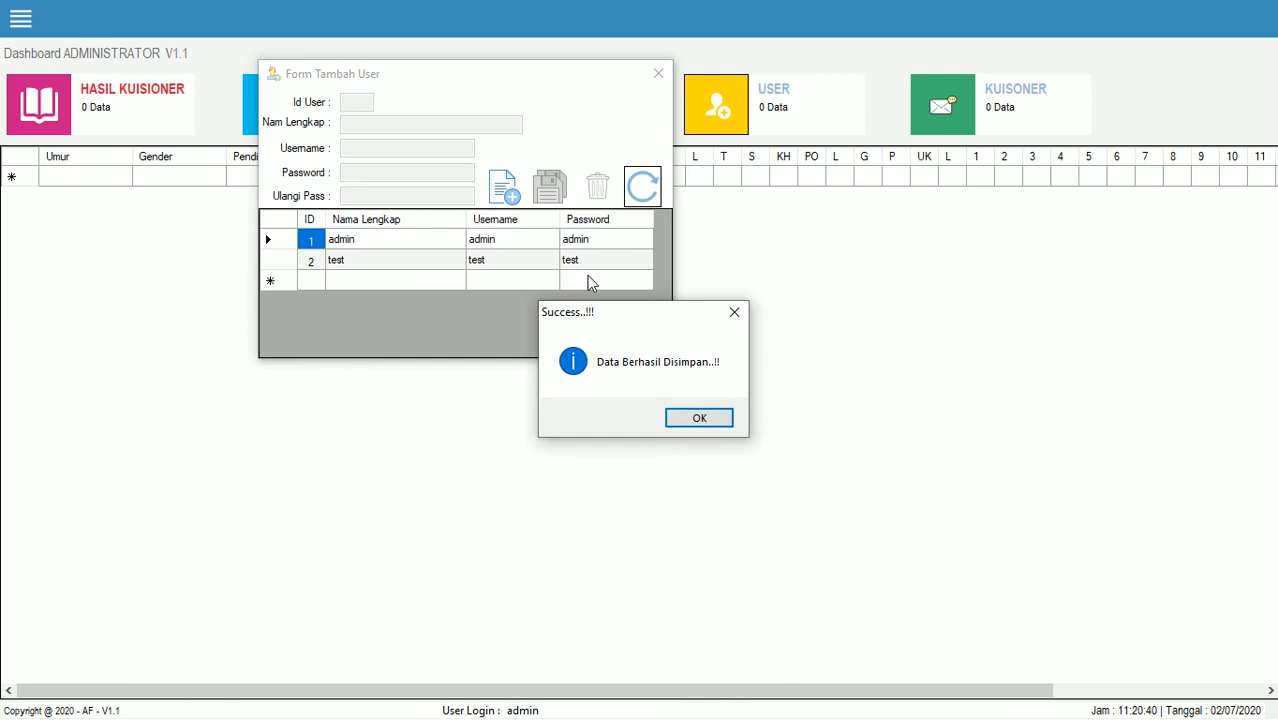 Dashboard ADMINISTRATOR V1.1
HASIL KUISIONER
0 Data
USER
0 Data
KUISONER
0 Data
Umur Gender Pendi L T S KH PO L G P UK L 1 2 3 4 5 6 7 8 9 10 11
Form Tambah User
Id User :
Nam Lengkap :
Username :
Password :
Ulangi Pass :
ID Nama Lengkap Username Password
1 admin admin admin
2 test test test
Success..!!!
Data Berhasil Disimpan..!!
OK
Copyright @ 2020 - AF - V1.1
User Login : admin
Jam : 11:20:40 | Tanggal : 02/07/2020